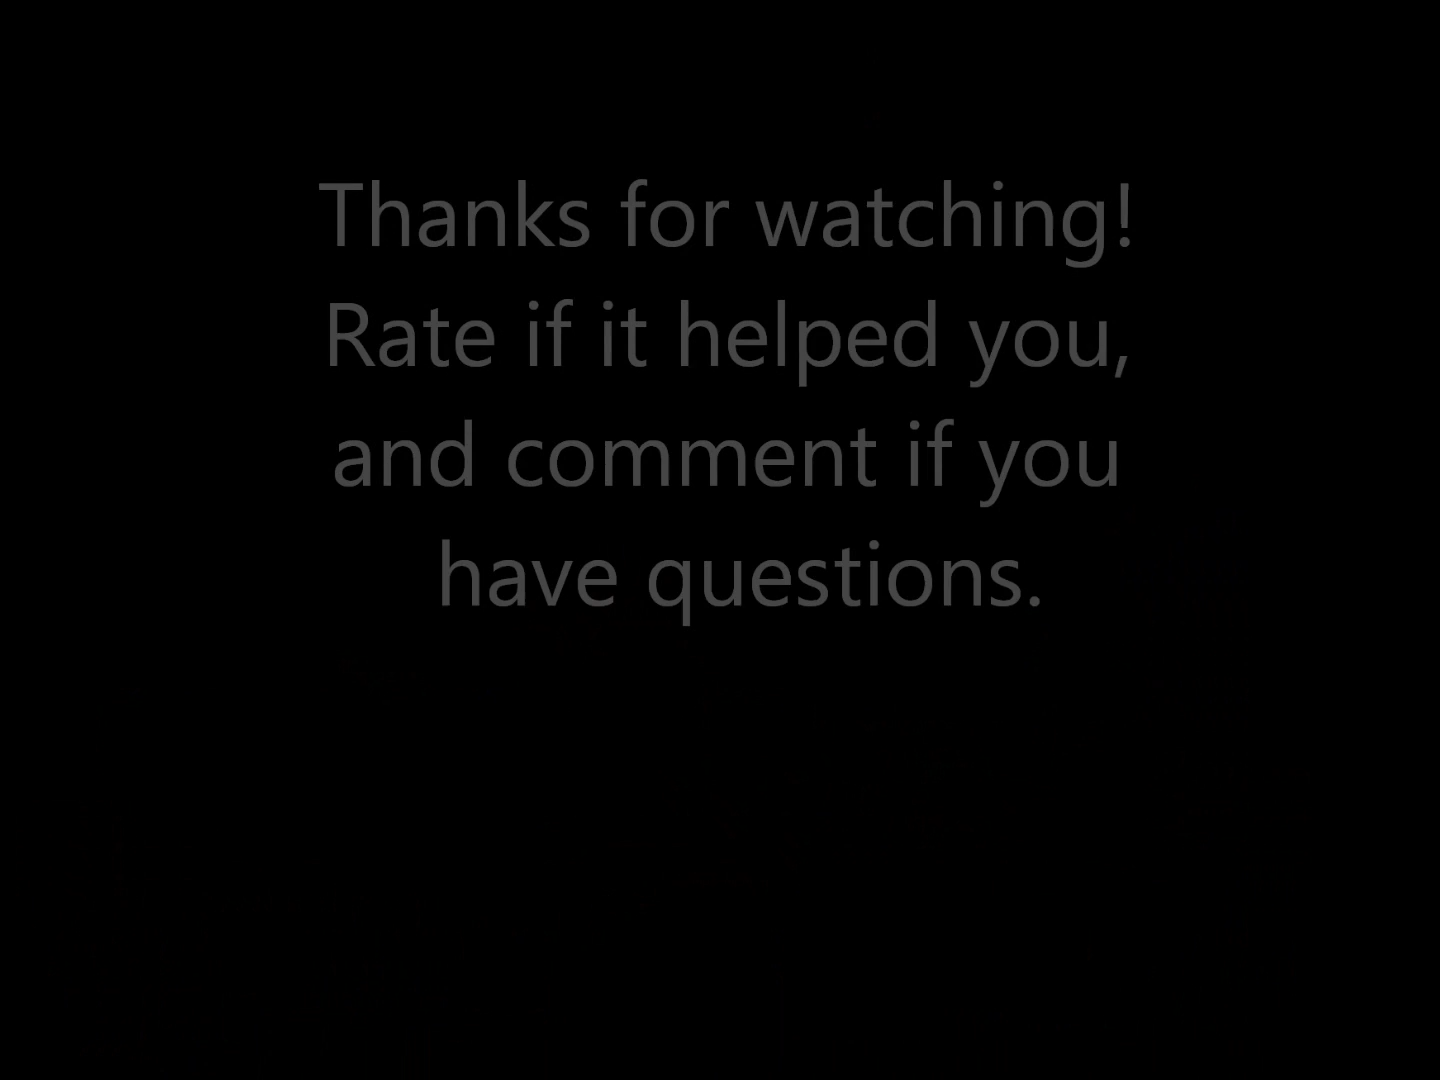 Thanks for watching!
Rate if it helped you,
and comment if you
have questions.